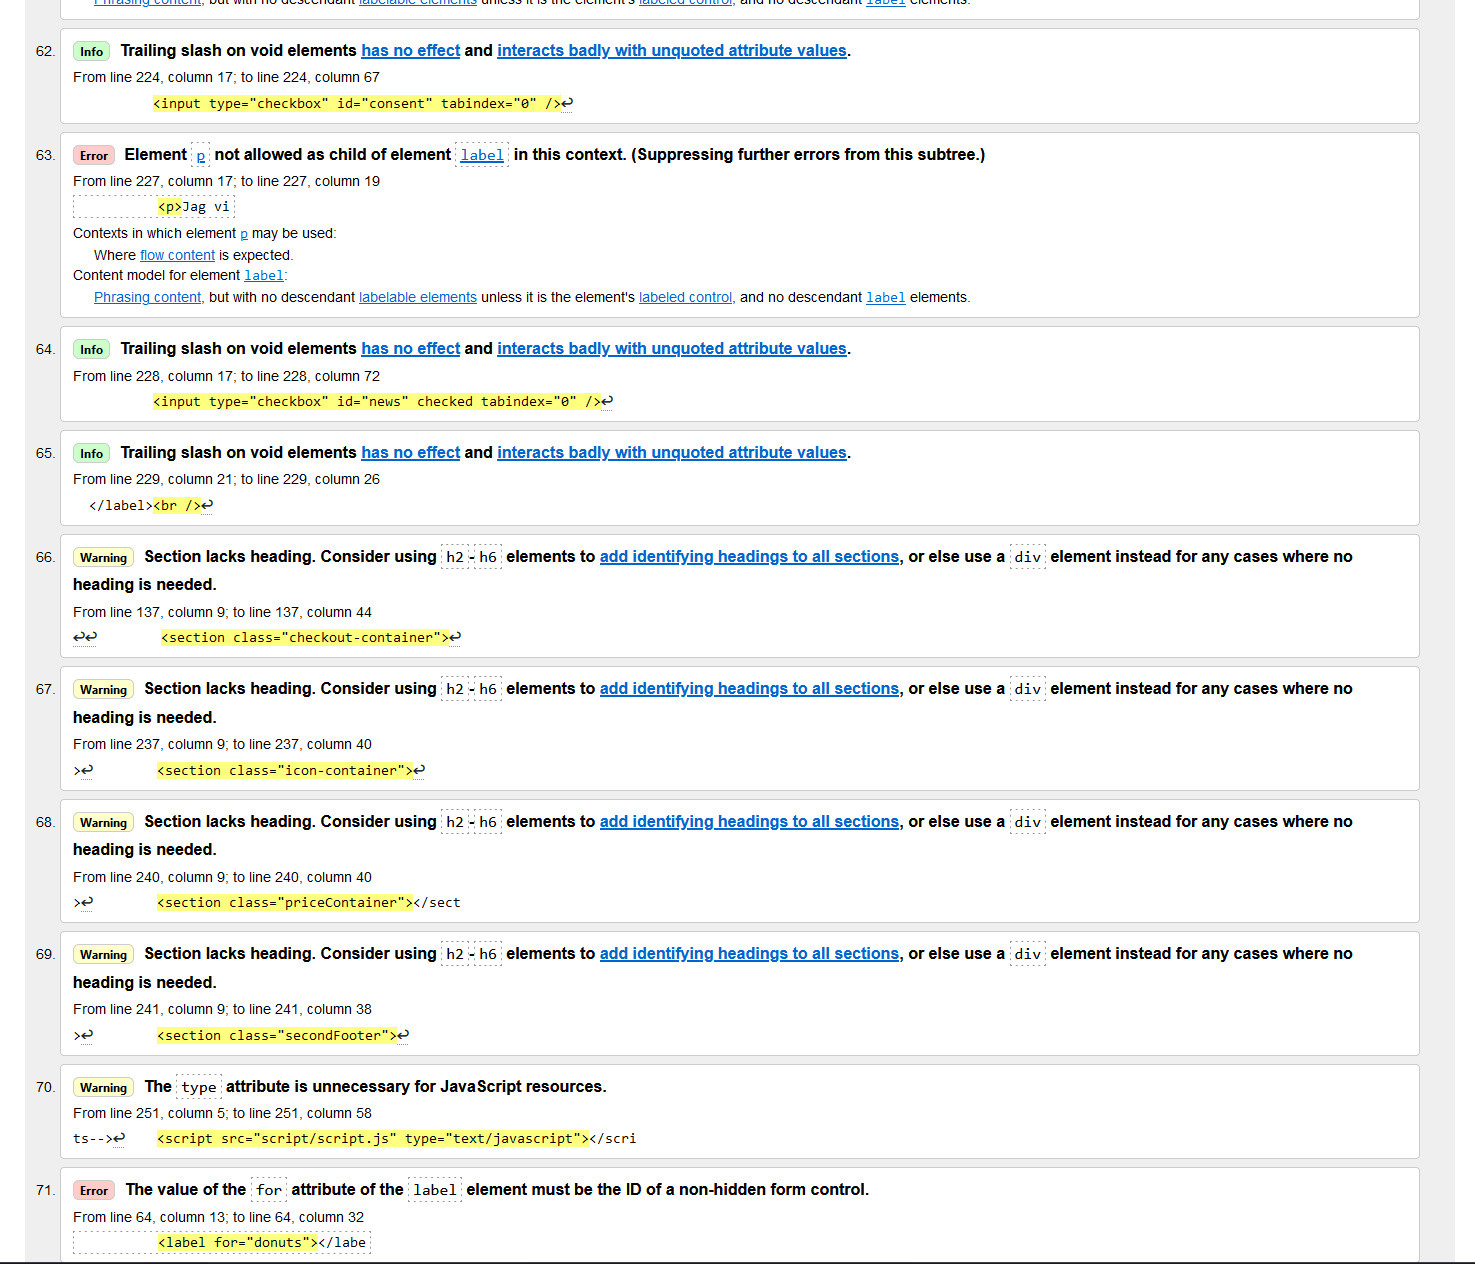 Phrasing content, but with no descendant labelable elements unless it is the element's labeled control, and no descendant label elements.
62. Info Trailing slash on void elements has no effect and interacts badly with unquoted attribute values.
From line 224, column 17; to line 224, column 67
<input type="checkbox" id="consent" tabindex="0" />↩
63. Error Element p not allowed as child of element label in this context. (Suppressing further errors from this subtree.)
From line 227, column 17; to line 227, column 19
<p>Jag vi
Contexts in which element p may be used:
Where flow content is expected.
Content model for element label:
Phrasing content, but with no descendant labelable elements unless it is the element's labeled control, and no descendant label elements.
64. Info Trailing slash on void elements has no effect and interacts badly with unquoted attribute values.
From line 228, column 17; to line 228, column 72
<input type="checkbox" id="news" checked tabindex="0" />↩
65. Info Trailing slash on void elements has no effect and interacts badly with unquoted attribute values.
From line 229, column 21; to line 229, column 26
</label><br />↩
66. Warning Section lacks heading. Consider using h2-h6 elements to add identifying headings to all sections, or else use a div element instead for any cases where no
heading is needed.
From line 137, column 9; to line 137, column 44
↩↩ <section class="checkout-container">↩
67. Warning Section lacks heading. Consider using h2-h6 elements to add identifying headings to all sections, or else use a div element instead for any cases where no
heading is needed.
From line 237, column 9; to line 237, column 40
>↩ <section class="icon-container">↩
68. Warning Section lacks heading. Consider using h2-h6 elements to add identifying headings to all sections, or else use a div element instead for any cases where no
heading is needed.
From line 240, column 9; to line 240, column 40
>↩ <section class="priceContainer"></sect
69. Warning Section lacks heading. Consider using h2-h6 elements to add identifying headings to all sections, or else use a div element instead for any cases where no
heading is needed.
From line 241, column 9; to line 241, column 38
>↩ <section class="secondFooter">↩
70. Warning The type attribute is unnecessary for JavaScript resources.
From line 251, column 5; to line 251, column 58
ts-->↩ <script src="script/script.js" type="text/javascript"></scri
71. Error The value of the for attribute of the label element must be the ID of a non-hidden form control.
From line 64, column 13; to line 64, column 32
<label for="donuts"></labe